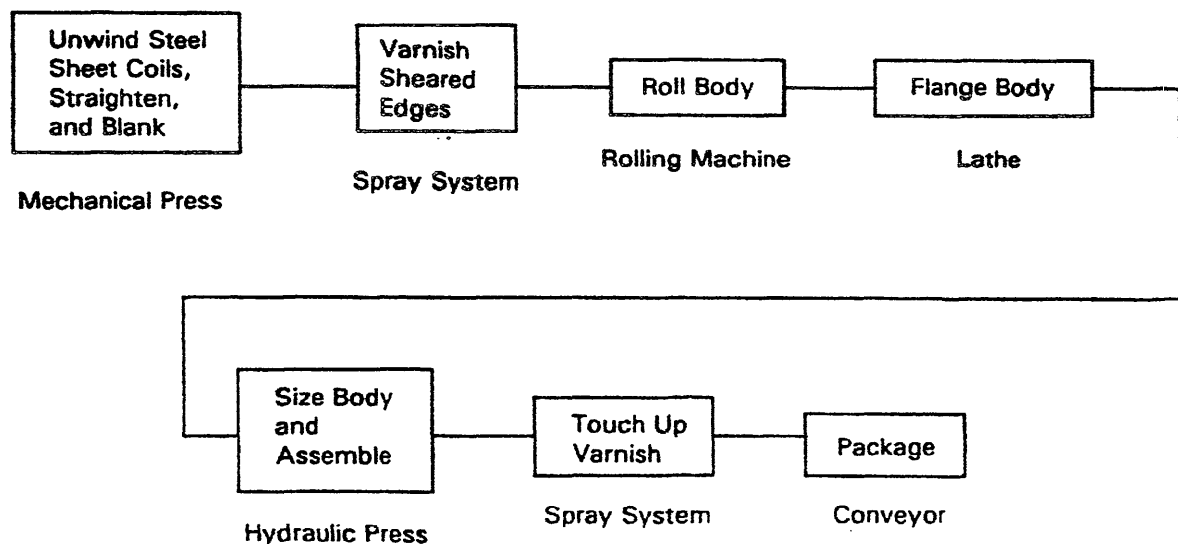 Unwind Steel
Sheet Coils,
Straighten,
and Blank
Mechanical Press
Varnish
Sheared
Edges
Spray System
Roll Body
Rolling Machine
Flange Body
Lathe
Size Body
and
Assemble
Hydraulic Press
Touch Up
Varnish
Spray System
Package
Conveyor